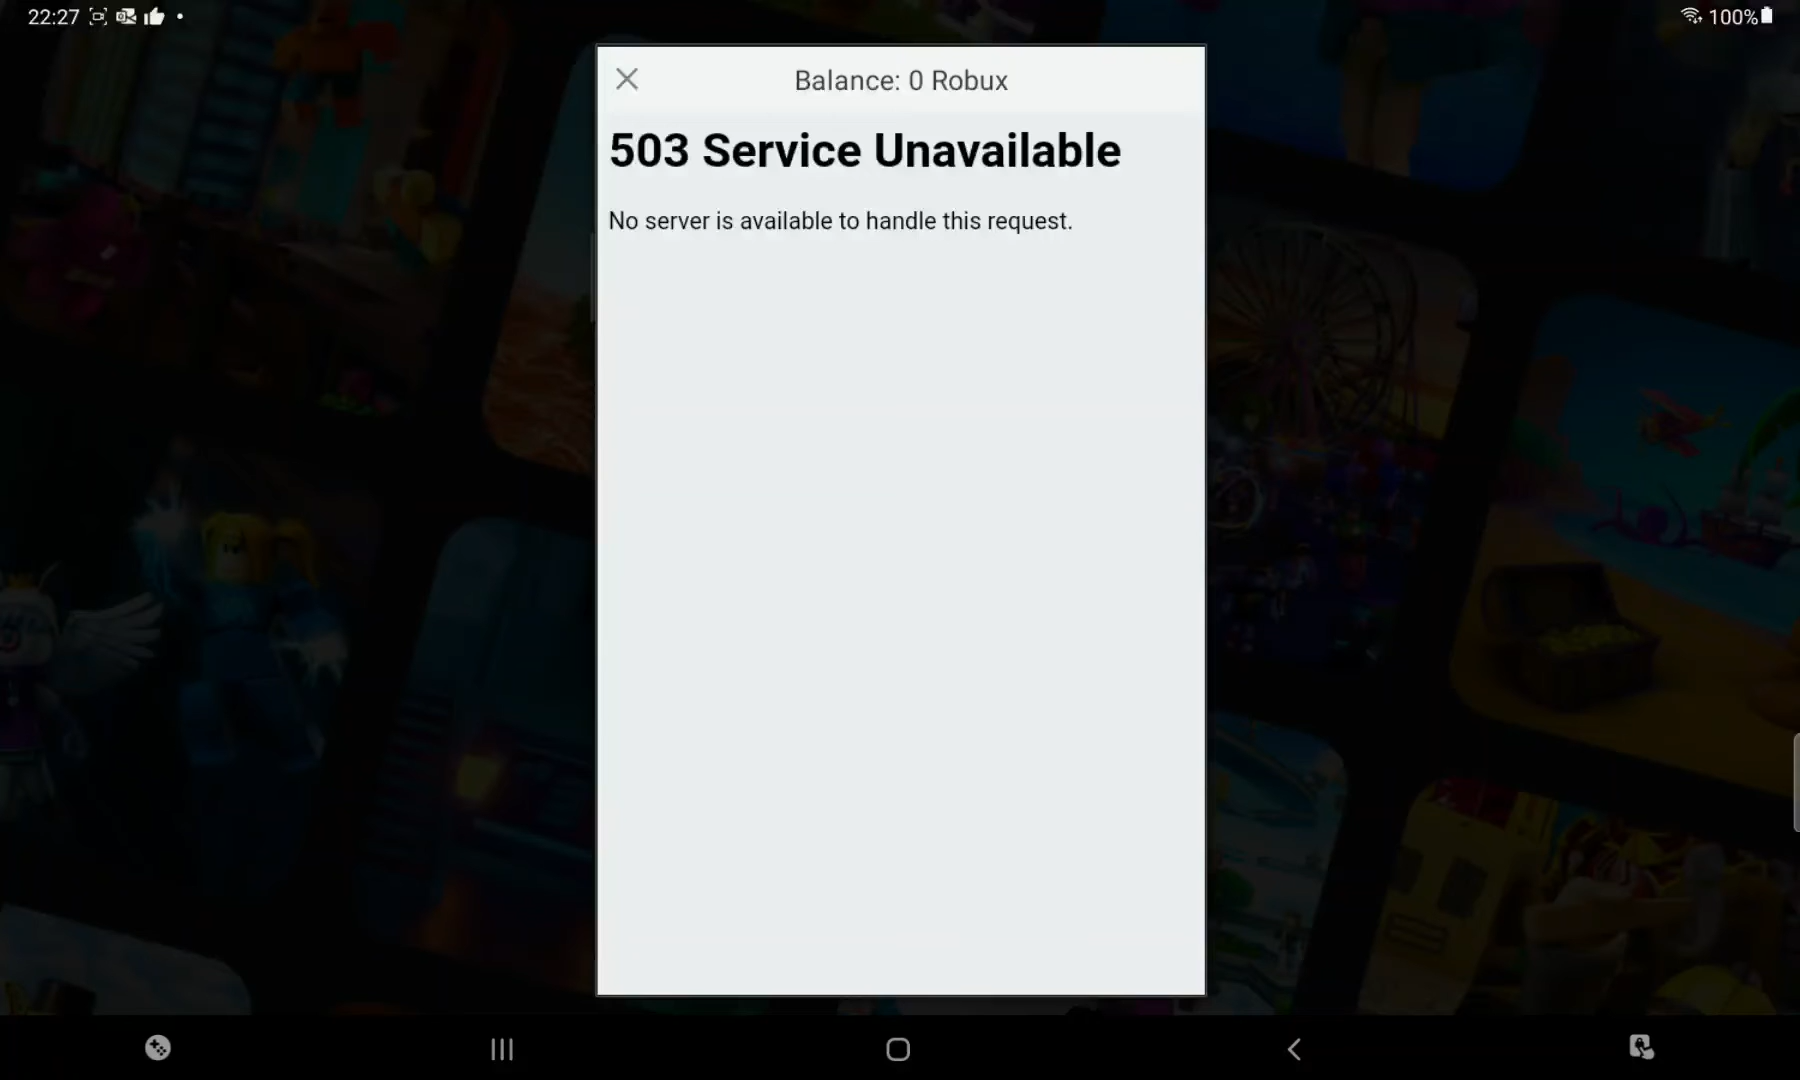 22:27
100%
Balance: 0 Robux
503 Service Unavailable
No server is available to handle this request.